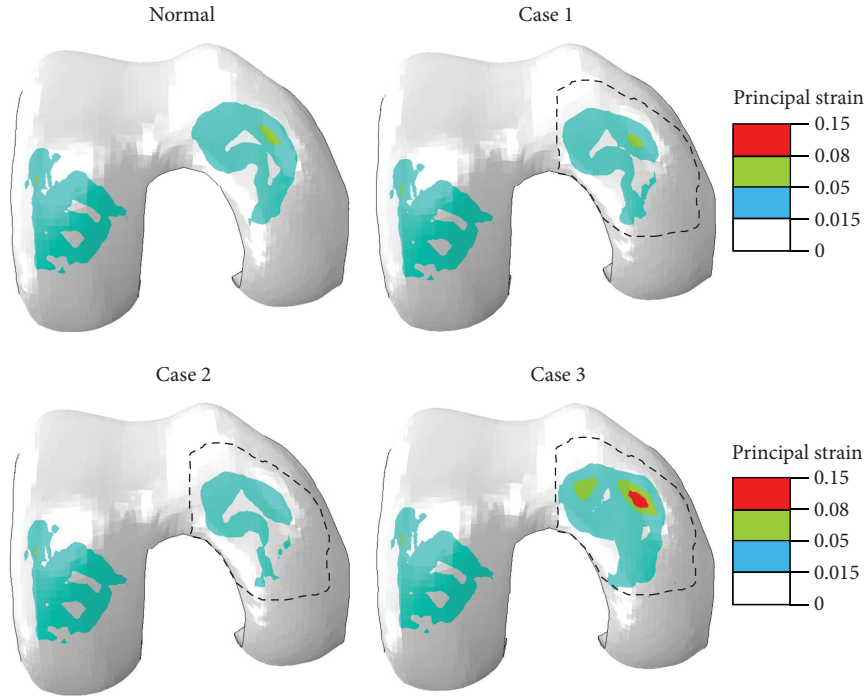 Normal
Case 1
Principal strain
0.15
0.08
0.05
0.015
0
Case 2
Case 3
Principal strain
0.15
0.08
0.05
0.015
0